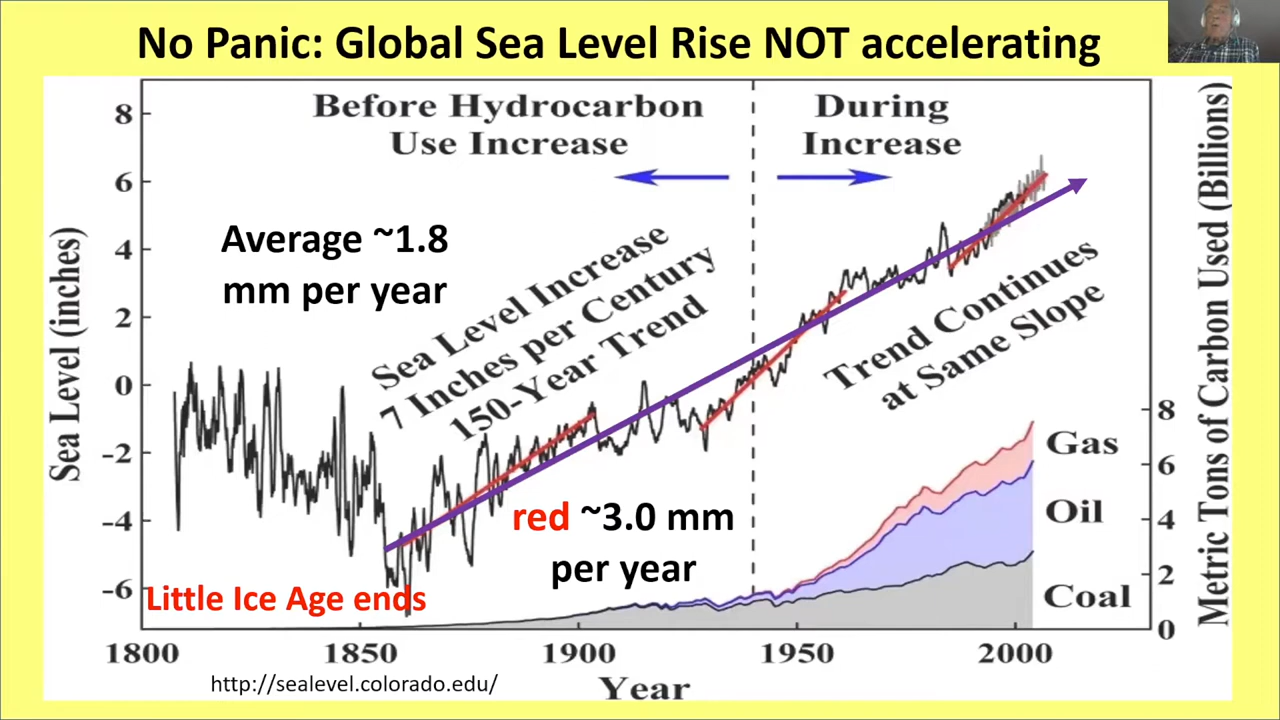 No Panic: Global Sea Level Rise NOT accelerating
Before Hydrocarbon
Use Increase
During
Increase
Average ~1.8
mm per year
Sea Level Increase
7 Inches per Century
150-Year Trend
Trend Continues
at Same Slope
red ~3.0 mm
per year
Little Ice Age ends
Gas
Oil
Coal
Sea Level (inches)
8
6
4
2
0
-2
-4
-6
Metric Tons of Carbon Used (Billions)
8
6
4
2
0
1800
1850
1900
1950
2000
http://sealevel.colorado.edu/
Year